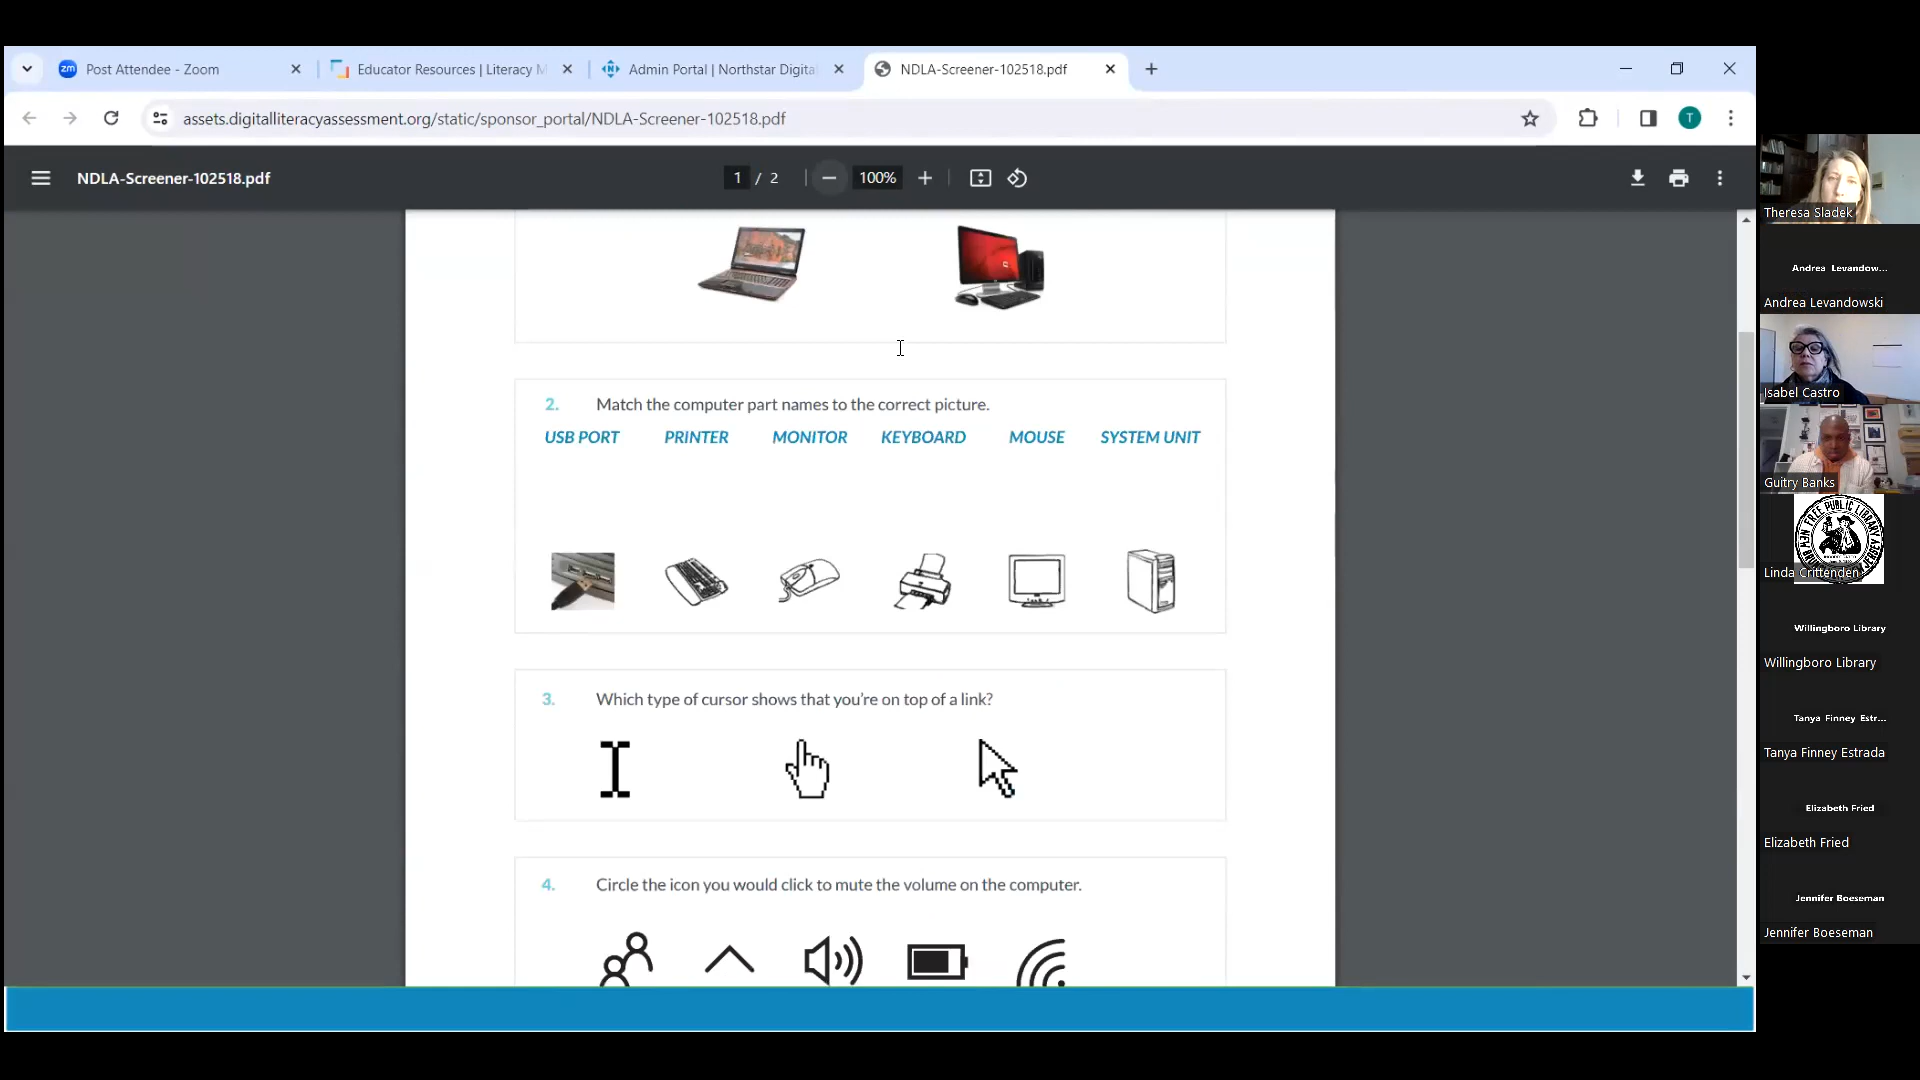 zm Post Attendee - Zoom
Educator Resources | Literacy M
Admin Portal | Northstar Digita
NDLA-Screener-102518.pdf
assets.digitalliteracyassessment.org/static/sponsor_portal/NDLA-Screener-102518.pdf
T
NDLA-Screener-102518.pdf
1 / 2
100%
2. Match the computer part names to the correct picture.
USB PORT PRINTER MONITOR KEYBOARD MOUSE SYSTEM UNIT
3. Which type of cursor shows that you're on top of a link?
4. Circle the icon you would click to mute the volume on the computer.
Theresa Sladek
Andrea Levandow...
Andrea Levandowski
Isabel Castro
Guitry Banks
FREE PUBLIC LIBRARY
Linda Crittenden
Willingboro Library
Willingboro Library
Tanya Finney Estr...
Tanya Finney Estrada
Elizabeth Fried
Elizabeth Fried
Jennifer Boeseman
Jennifer Boeseman